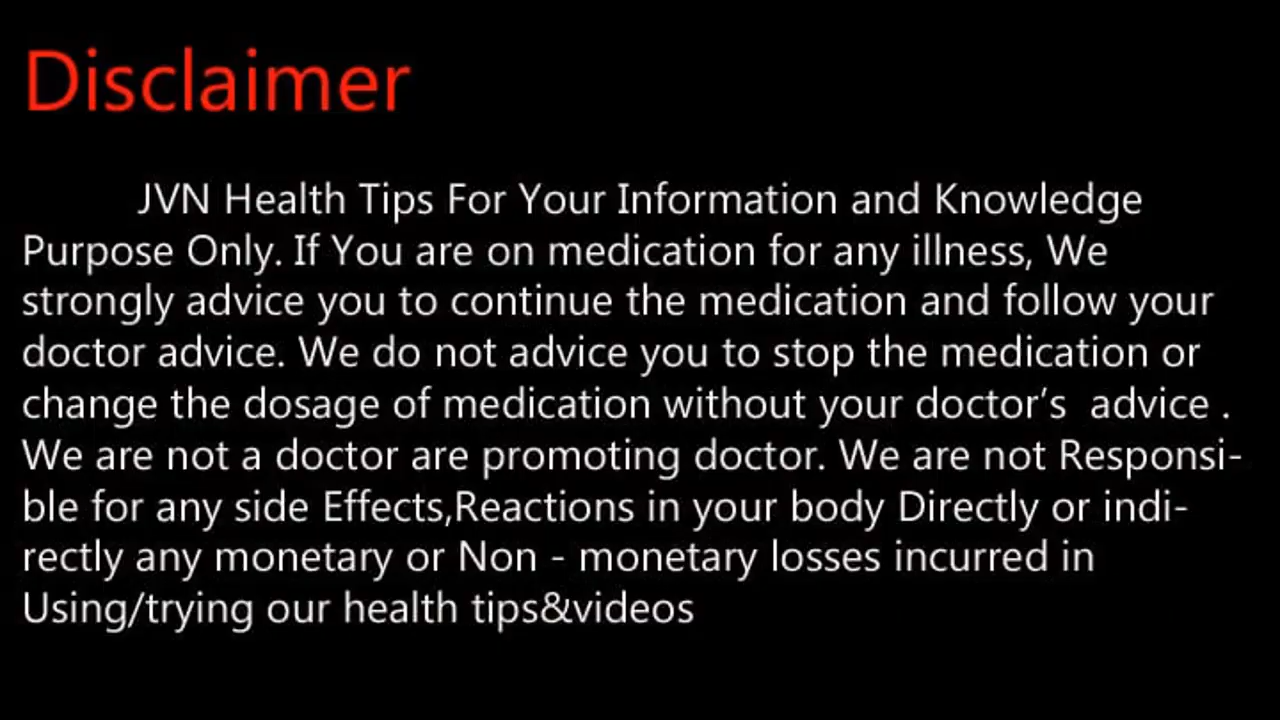 Disclaimer
JVN Health Tips For Your Information and Knowledge
Purpose Only. If You are on medication for any illness, We
strongly advice you to continue the medication and follow your
doctor advice. We do not advice you to stop the medication or
change the dosage of medication without your doctor's  advice .
We are not a doctor are promoting doctor. We are not Responsi-
ble for any side Effects,Reactions in your body Directly or indi-
rectly any monetary or Non - monetary losses incurred in
Using/trying our health tips&videos